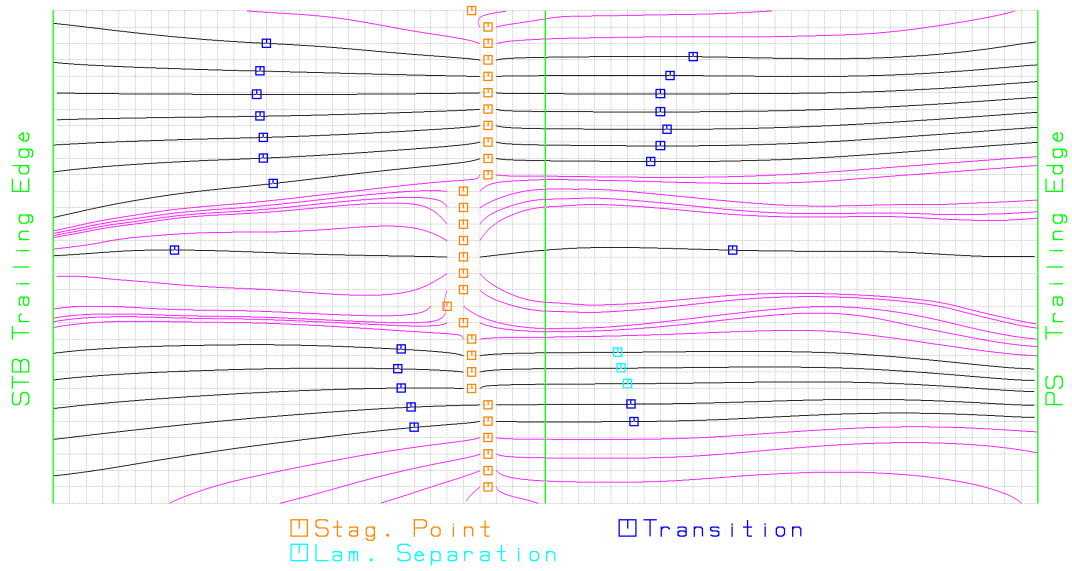 STB Trailing Edge
PS Trailing Edge
Stag. Point
Transition
Lam. Separation